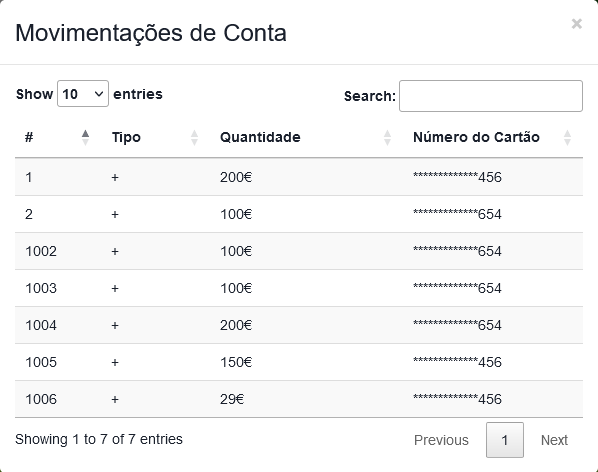 Movimentações de Conta ×
Show 10 entries Search:
# Tipo Quantidade Número do Cartão
1 + 200€ *************456
2 + 100€ *************654
1002 + 100€ *************654
1003 + 100€ *************654
1004 + 200€ *************654
1005 + 150€ *************456
1006 + 29€ *************456
Showing 1 to 7 of 7 entries Previous 1 Next